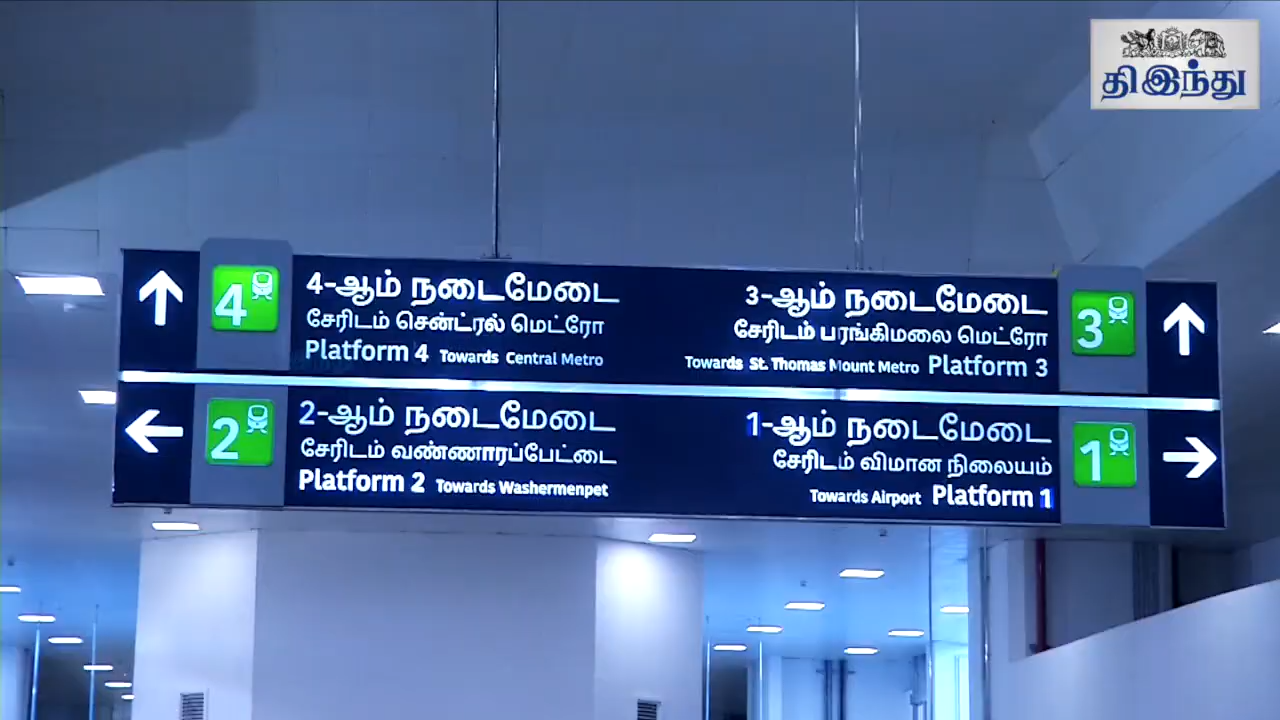 தி இந்து
4
4-ஆம் நடைமேடை
சேரிடம் சென்ட்ரல் மெட்ரோ
Platform 4 Towards Central Metro
3-ஆம் நடைமேடை
சேரிடம் பரங்கிமலை மெட்ரோ
Towards St. Thomas Mount Metro Platform 3
3
2
2-ஆம் நடைமேடை
சேரிடம் வண்ணாரப்பேட்டை
Platform 2 Towards Washermenpet
1-ஆம் நடைமேடை
சேரிடம் விமான நிலையம்
Towards Airport Platform 1
1